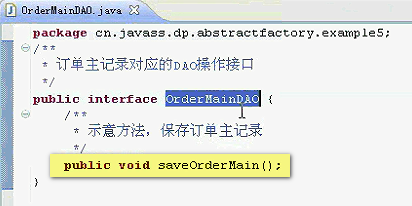 OrderMainDAO.java
package cn.javass.dp.abstractfactory.example5;
/**
* 订单主记录对应的DAO操作接口
*/
public interface OrderMainDAO {
/**
* 示意方法，保存订单主记录
*/
public void saveOrderMain();
}